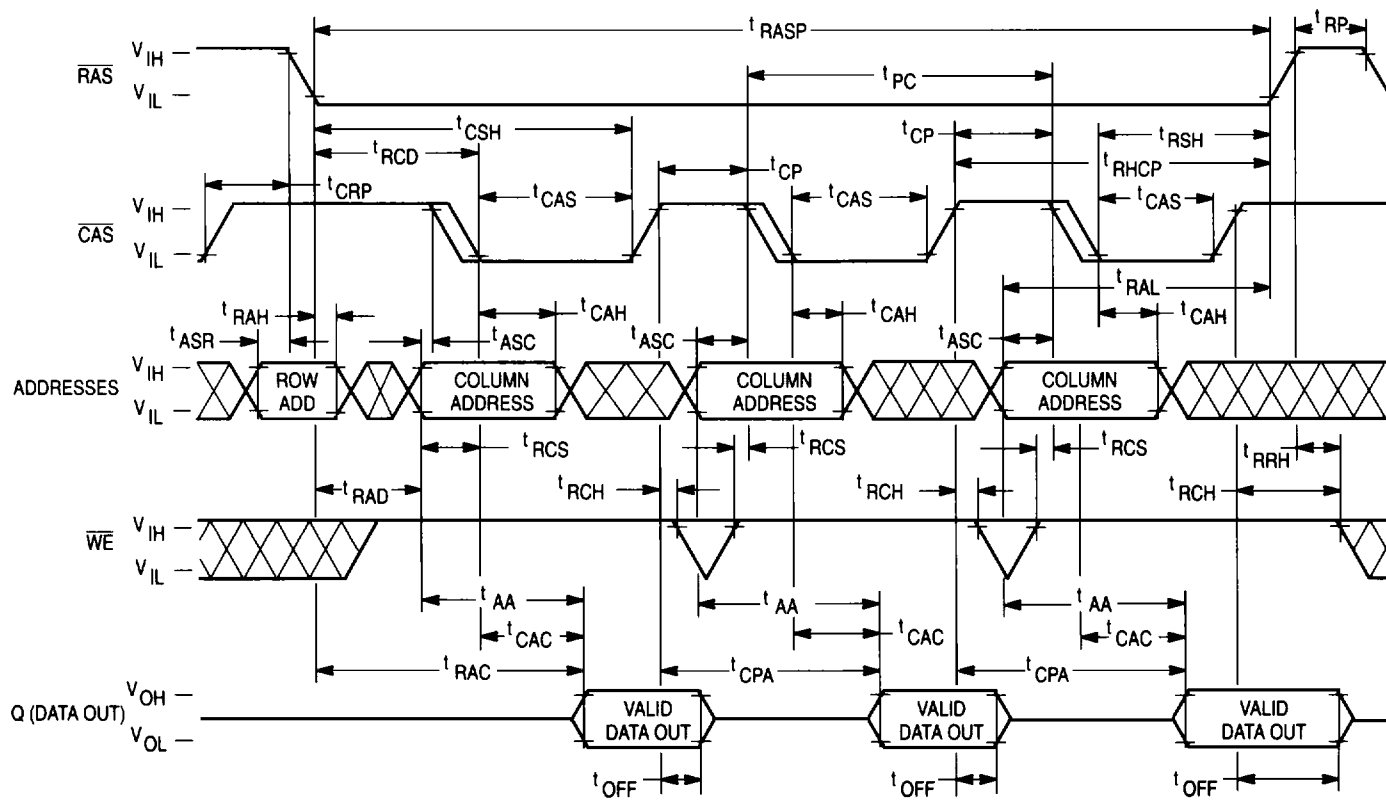 t RASP
t RP
V IH
RAS
V IL
t PC
t CSH
t CP
t RSH
t RCD
t CP
t RHCP
t CRP
t CAS
t CAS
t CAS
V IH
CAS
V IL
t RAL
t RAH
t CAH
t CAH
t CAH
t ASR
t ASC
t ASC
t ASC
V IH
ADDRESSES
V IL
ROW ADD
COLUMN ADDRESS
COLUMN ADDRESS
COLUMN ADDRESS
t RCS
t RCS
t RCS
t RRH
t RAD
t RCH
t RCH
t RCH
V IH
WE
V IL
t AA
t AA
t AA
t CAC
t CAC
t CAC
t RAC
t CPA
t CPA
V OH
Q (DATA OUT)
V OL
VALID DATA OUT
VALID DATA OUT
VALID DATA OUT
t OFF
t OFF
t OFF